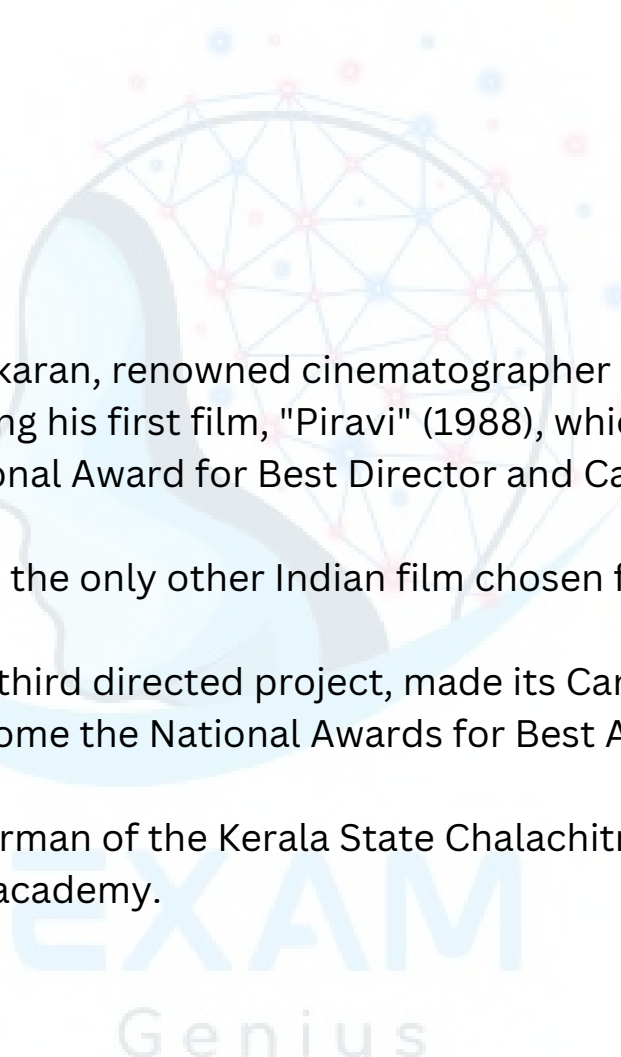 karan, renowned cinematographer
ng his first film, "Piravi" (1988), whic
onal Award for Best Director and Ca
the only other Indian film chosen f
third directed project, made its Can
ome the National Awards for Best A
rman of the Kerala State Chalachitr
academy.
EXAM
Genius